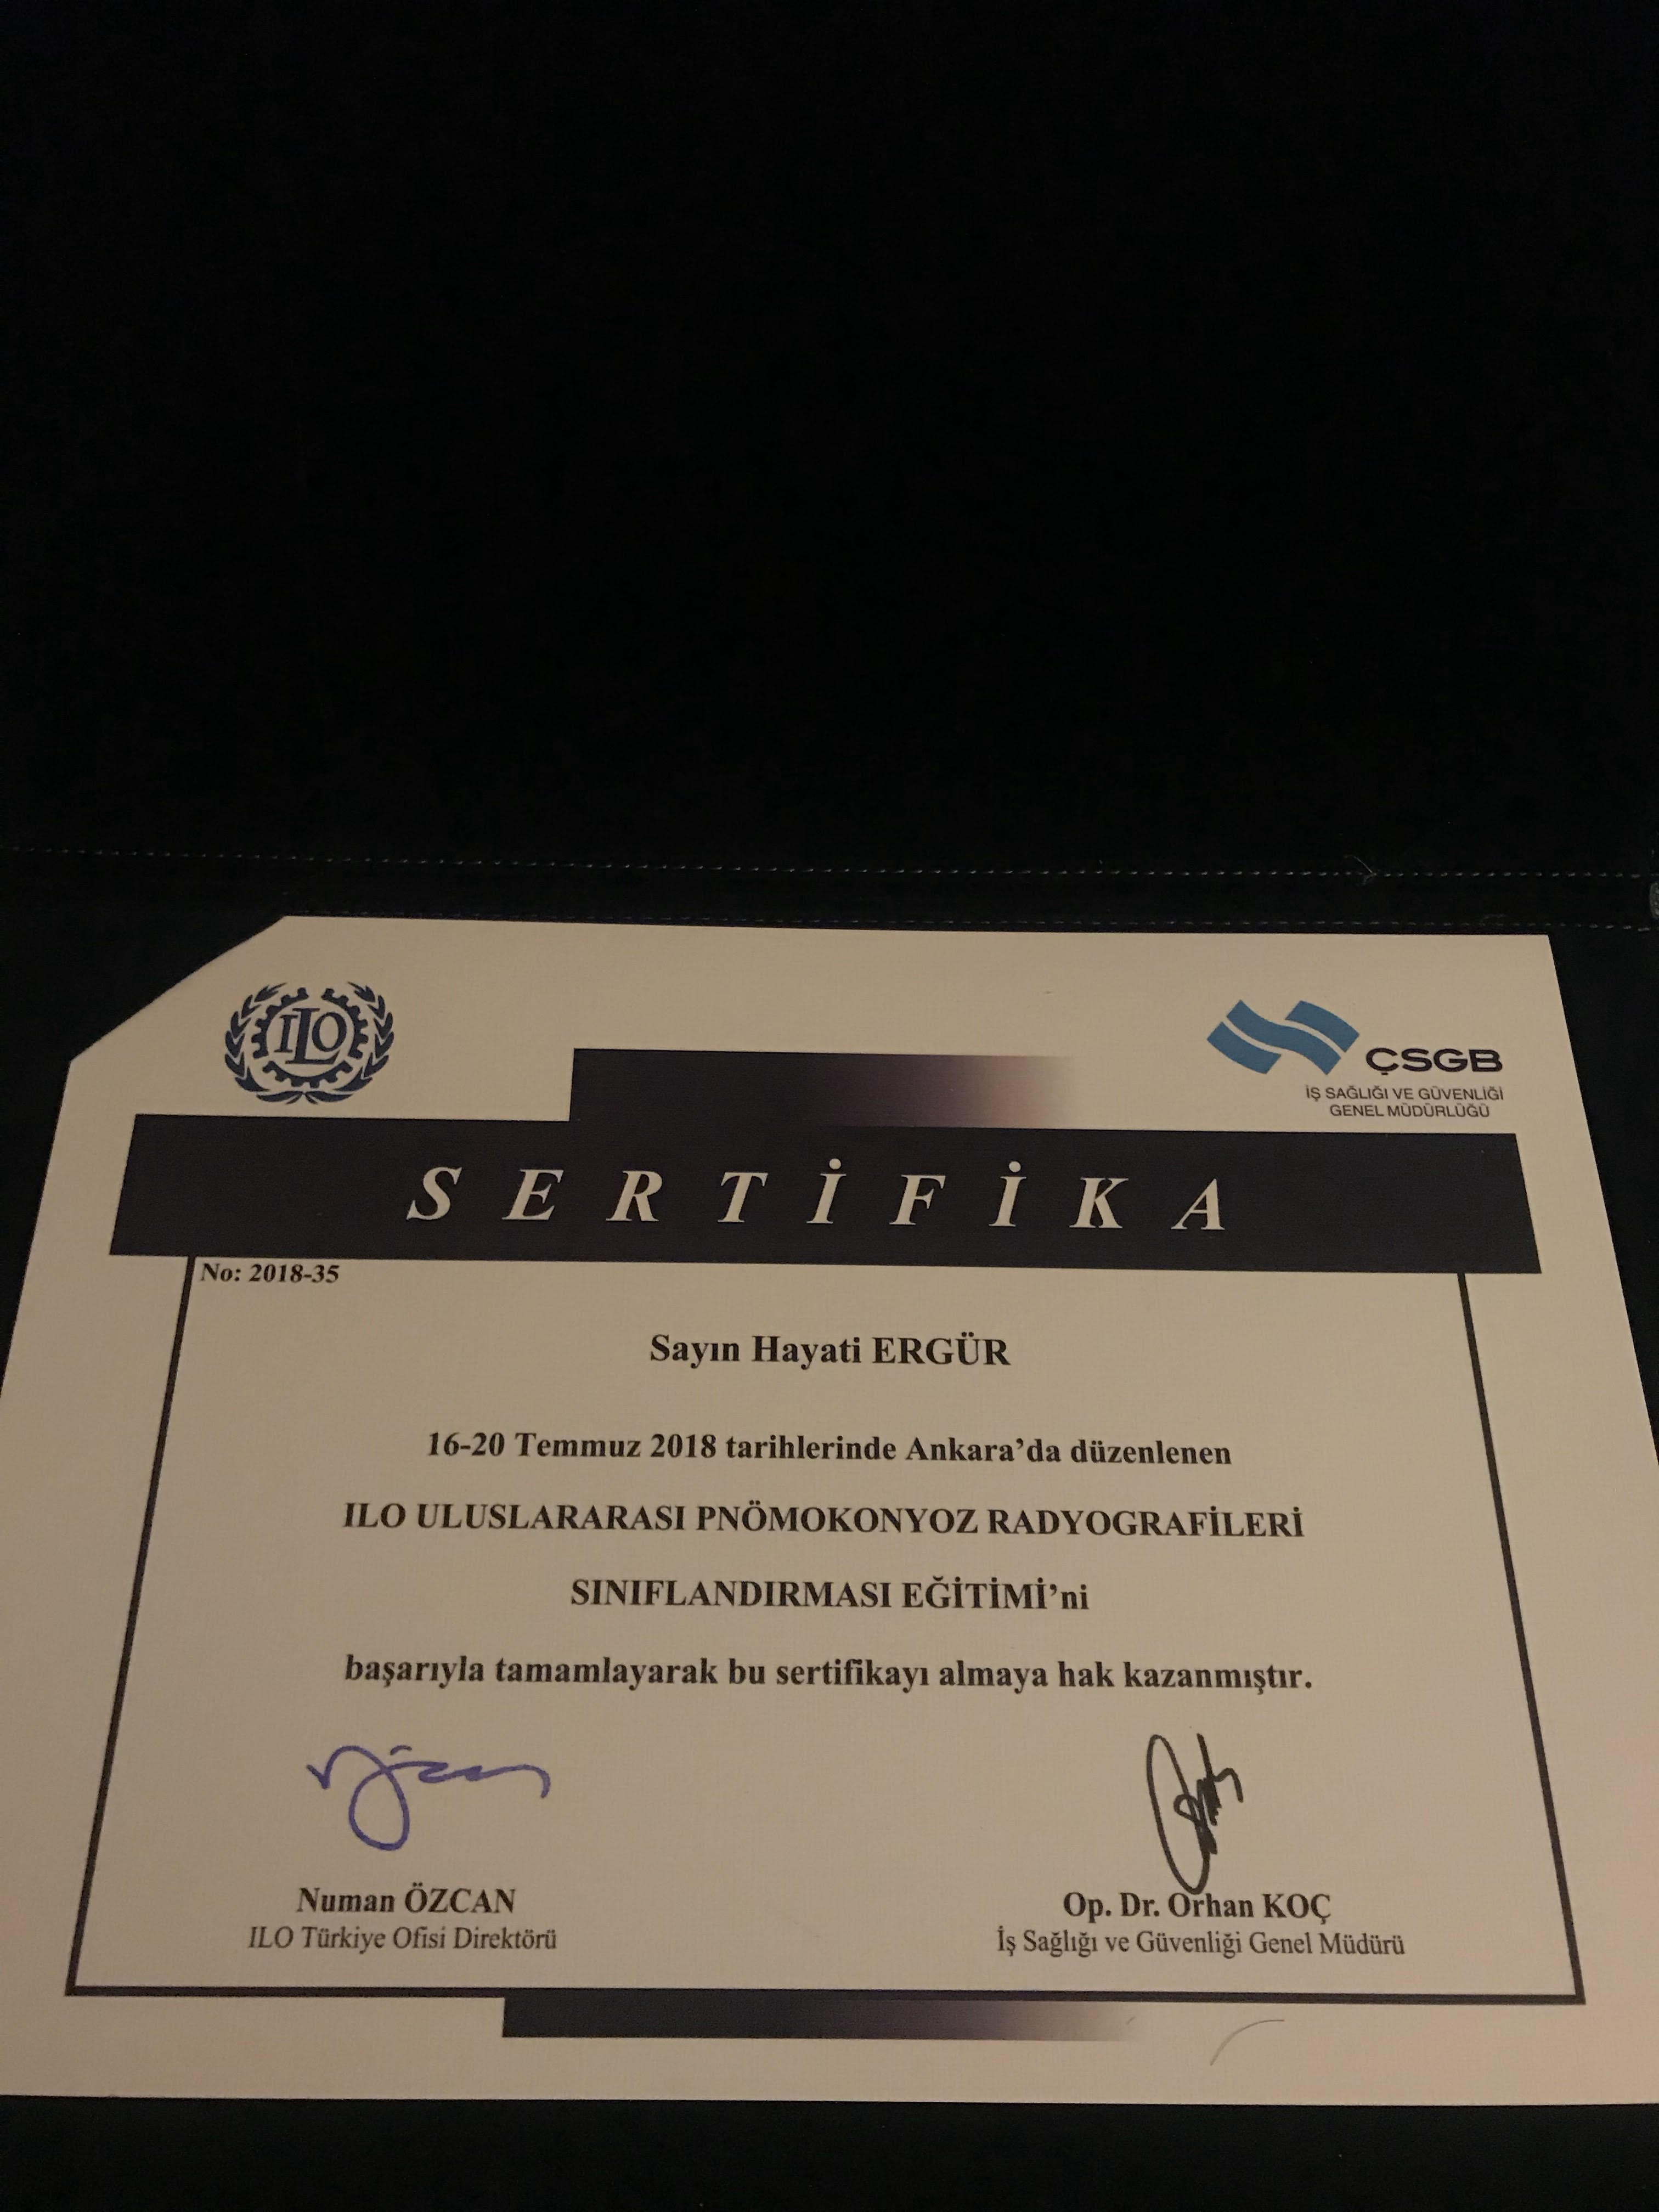 ILO
ÇSGB
İŞ SAĞLIĞI VE GÜVENLİĞİ
GENEL MÜDÜRLÜĞÜ
SERTİFİKA
No: 2018-35
Sayın Hayati ERGÜR
16-20 Temmuz 2018 tarihlerinde Ankara’da düzenlenen
ILO ULUSLARARASI PNÖMOKONYOZ RADYOGRAFİLERİ
SINIFLANDIRMASI EĞİTİMİ’ni
başarıyla tamamlayarak bu sertifikayı almaya hak kazanmıştır.
Numan ÖZCAN
ILO Türkiye Ofisi Direktörü
Op. Dr. Orhan KOÇ
İş Sağlığı ve Güvenliği Genel Müdürü